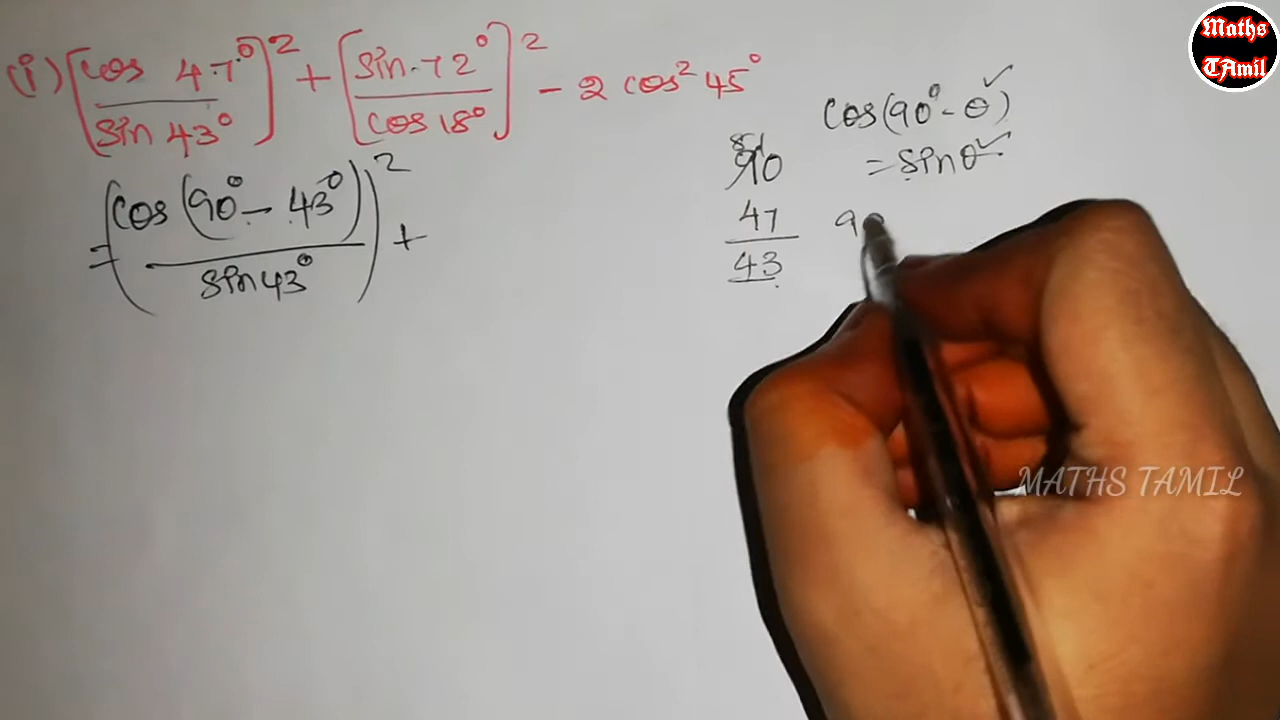 Maths
TAmil
(i) [cos 47° / sin 43°]² + [sin 72° / cos 18°]² - 2 cos² 45°
cos(90° - θ)
= sin θ
= (cos(90° - 43°) / sin 43°)² +
90
47
43
9
MATHS TAMIL